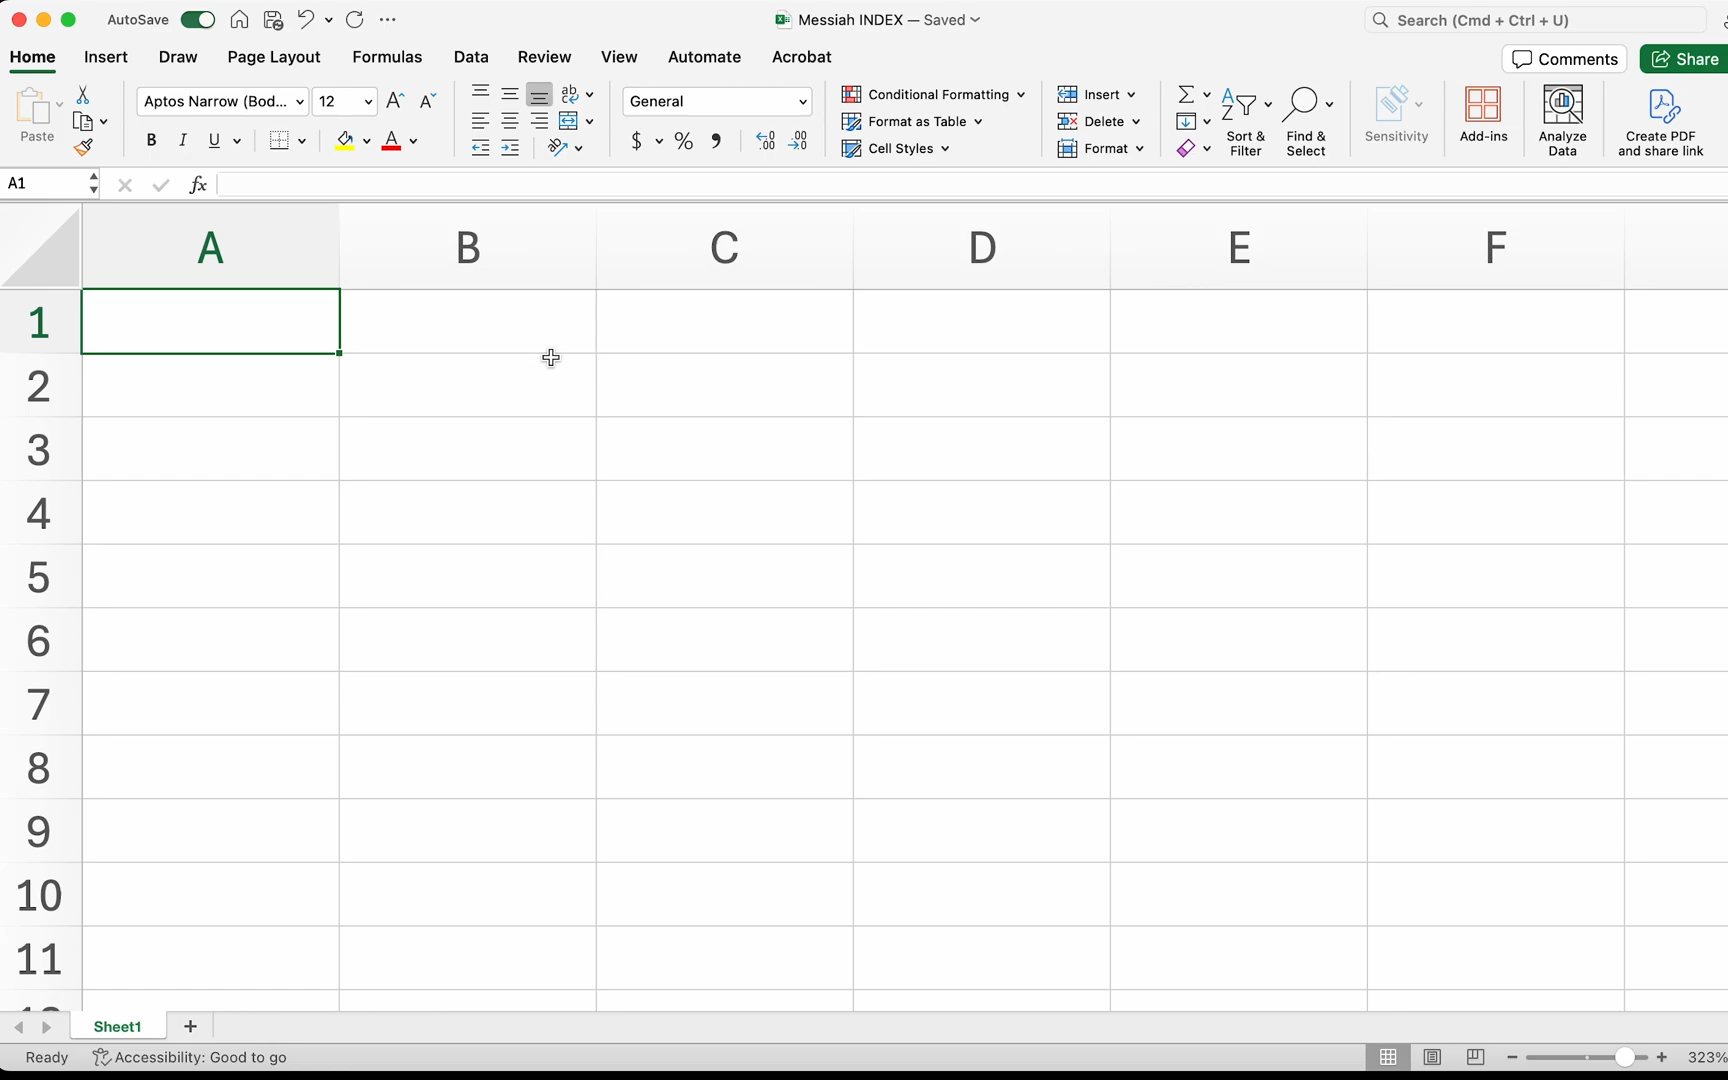 AutoSave
Messiah INDEX — Saved
Search (Cmd + Ctrl + U)
Home Insert Draw Page Layout Formulas Data Review View Automate Acrobat
Comments Share
Paste
Aptos Narrow (Bod... 12
General
Conditional Formatting
Format as Table
Cell Styles
Insert
Delete
Format
Sort &
Filter
Find &
Select
Sensitivity
Add-ins
Analyze
Data
Create PDF
and share link
A1 fx
A B C D E F
1
2
3
4
5
6
7
8
9
10
11
Sheet1
Ready Accessibility: Good to go 323%